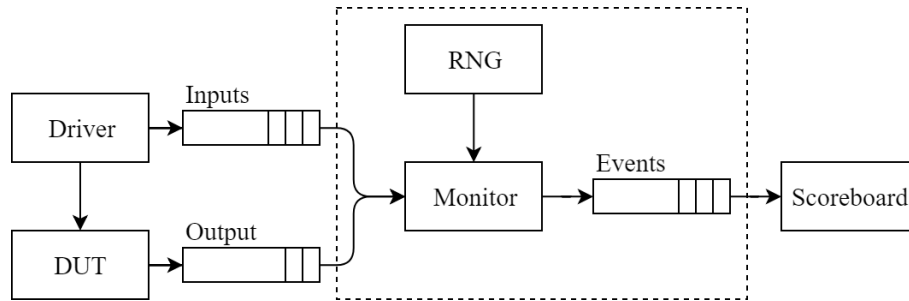 RNG
Inputs
Driver
Events
Monitor
Scoreboard
Output
DUT